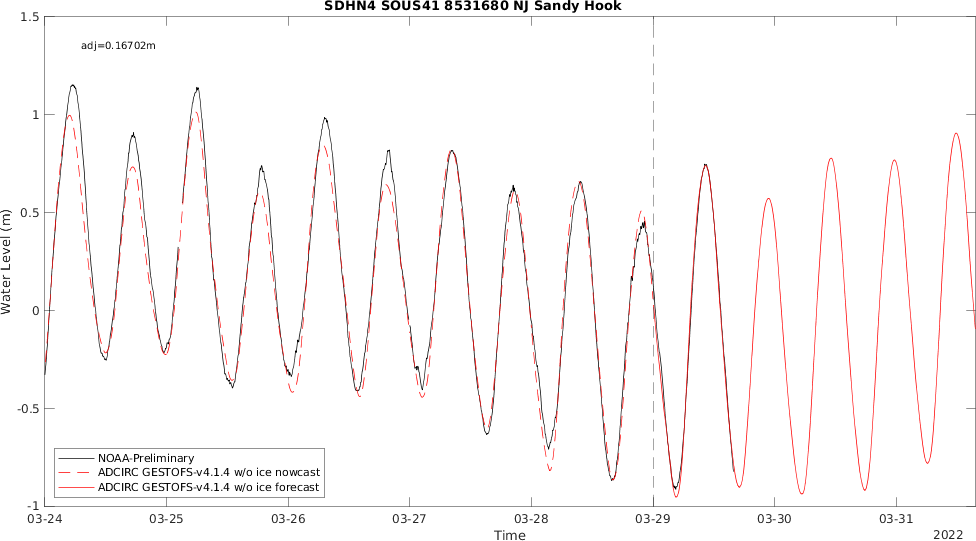 SDHN4 SOUS41 8531680 NJ Sandy Hook
1.5
adj=0.16702m
1
0.5
Water Level (m)
0
-0.5
NOAA-Preliminary
ADCIRC GESTOFS-v4.1.4 w/o ice nowcast
ADCIRC GESTOFS-v4.1.4 w/o ice forecast
-1
03-24 03-25 03-26 03-27 03-28 03-29 03-30 03-31
Time
2022